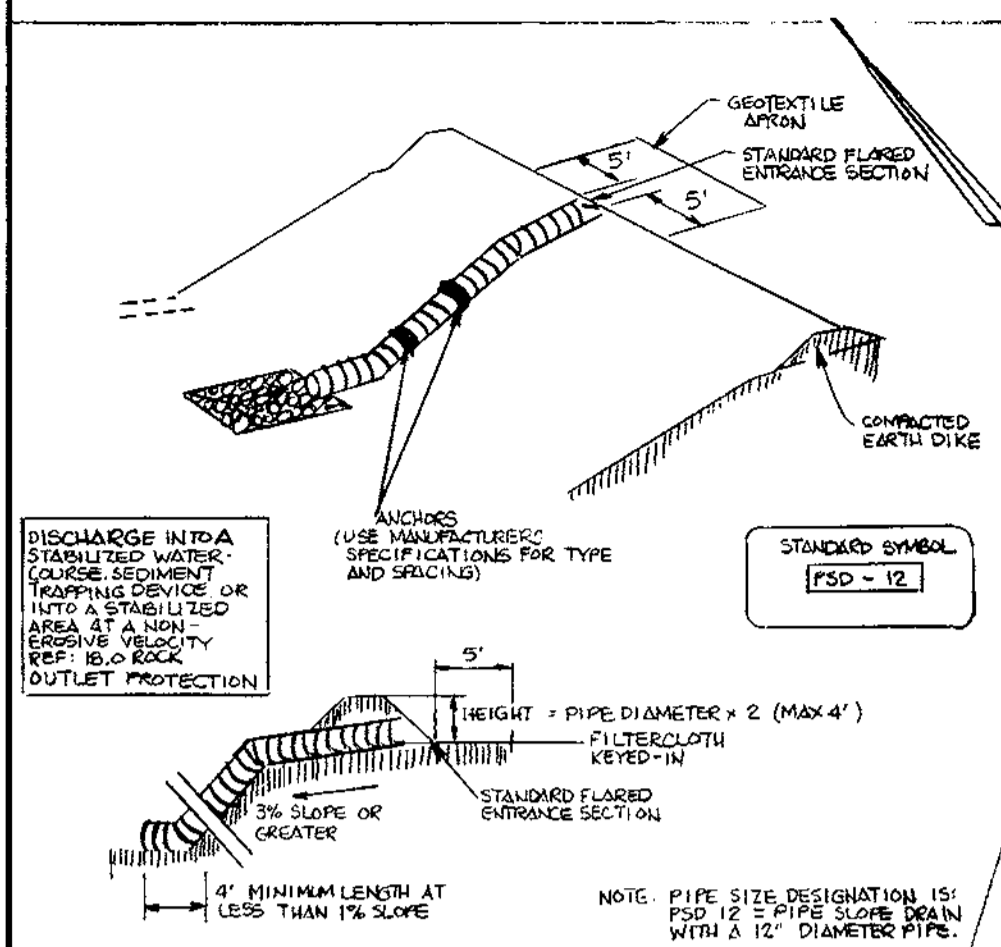 GEOTEXTILE
APRON
5'
STANDARD FLARED
ENTRANCE SECTION
5'
COMPACTED
EARTH DIKE
ANCHORS
(USE MANUFACTURERS
SPECIFICATIONS FOR TYPE
AND SPACING)
DISCHARGE INTO A
STABILIZED WATER-
COURSE. SEDIMENT
TRAPPING DEVICE OR
INTO A STABILIZED
AREA AT A NON-
EROSIVE VELOCITY
REF: 18.0 ROCK
OUTLET PROTECTION
STANDARD SYMBOL
PSD - 12
5'
HEIGHT = PIPE DIAMETER x 2 (MAX 4')
FILTERCLOTH
KEYED-IN
STANDARD FLARED
ENTRANCE SECTION
3% SLOPE OR
GREATER
4' MINIMUM LENGTH AT
LESS THAN 1% SLOPE
NOTE. PIPE SIZE DESIGNATION IS:
PSD 12 = PIPE SLOPE DRAIN
WITH A 12" DIAMETER PIPE.